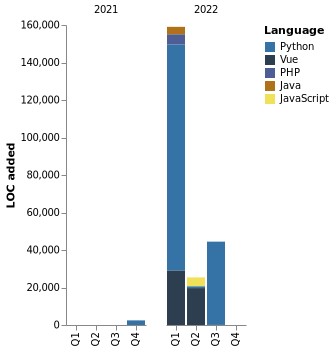 2021 2022
Language
Python
Vue
PHP
Java
JavaScript
LOC added
160,000
140,000
120,000
100,000
80,000
60,000
40,000
20,000
0
Q1 Q2 Q3 Q4 Q1 Q2 Q3 Q4